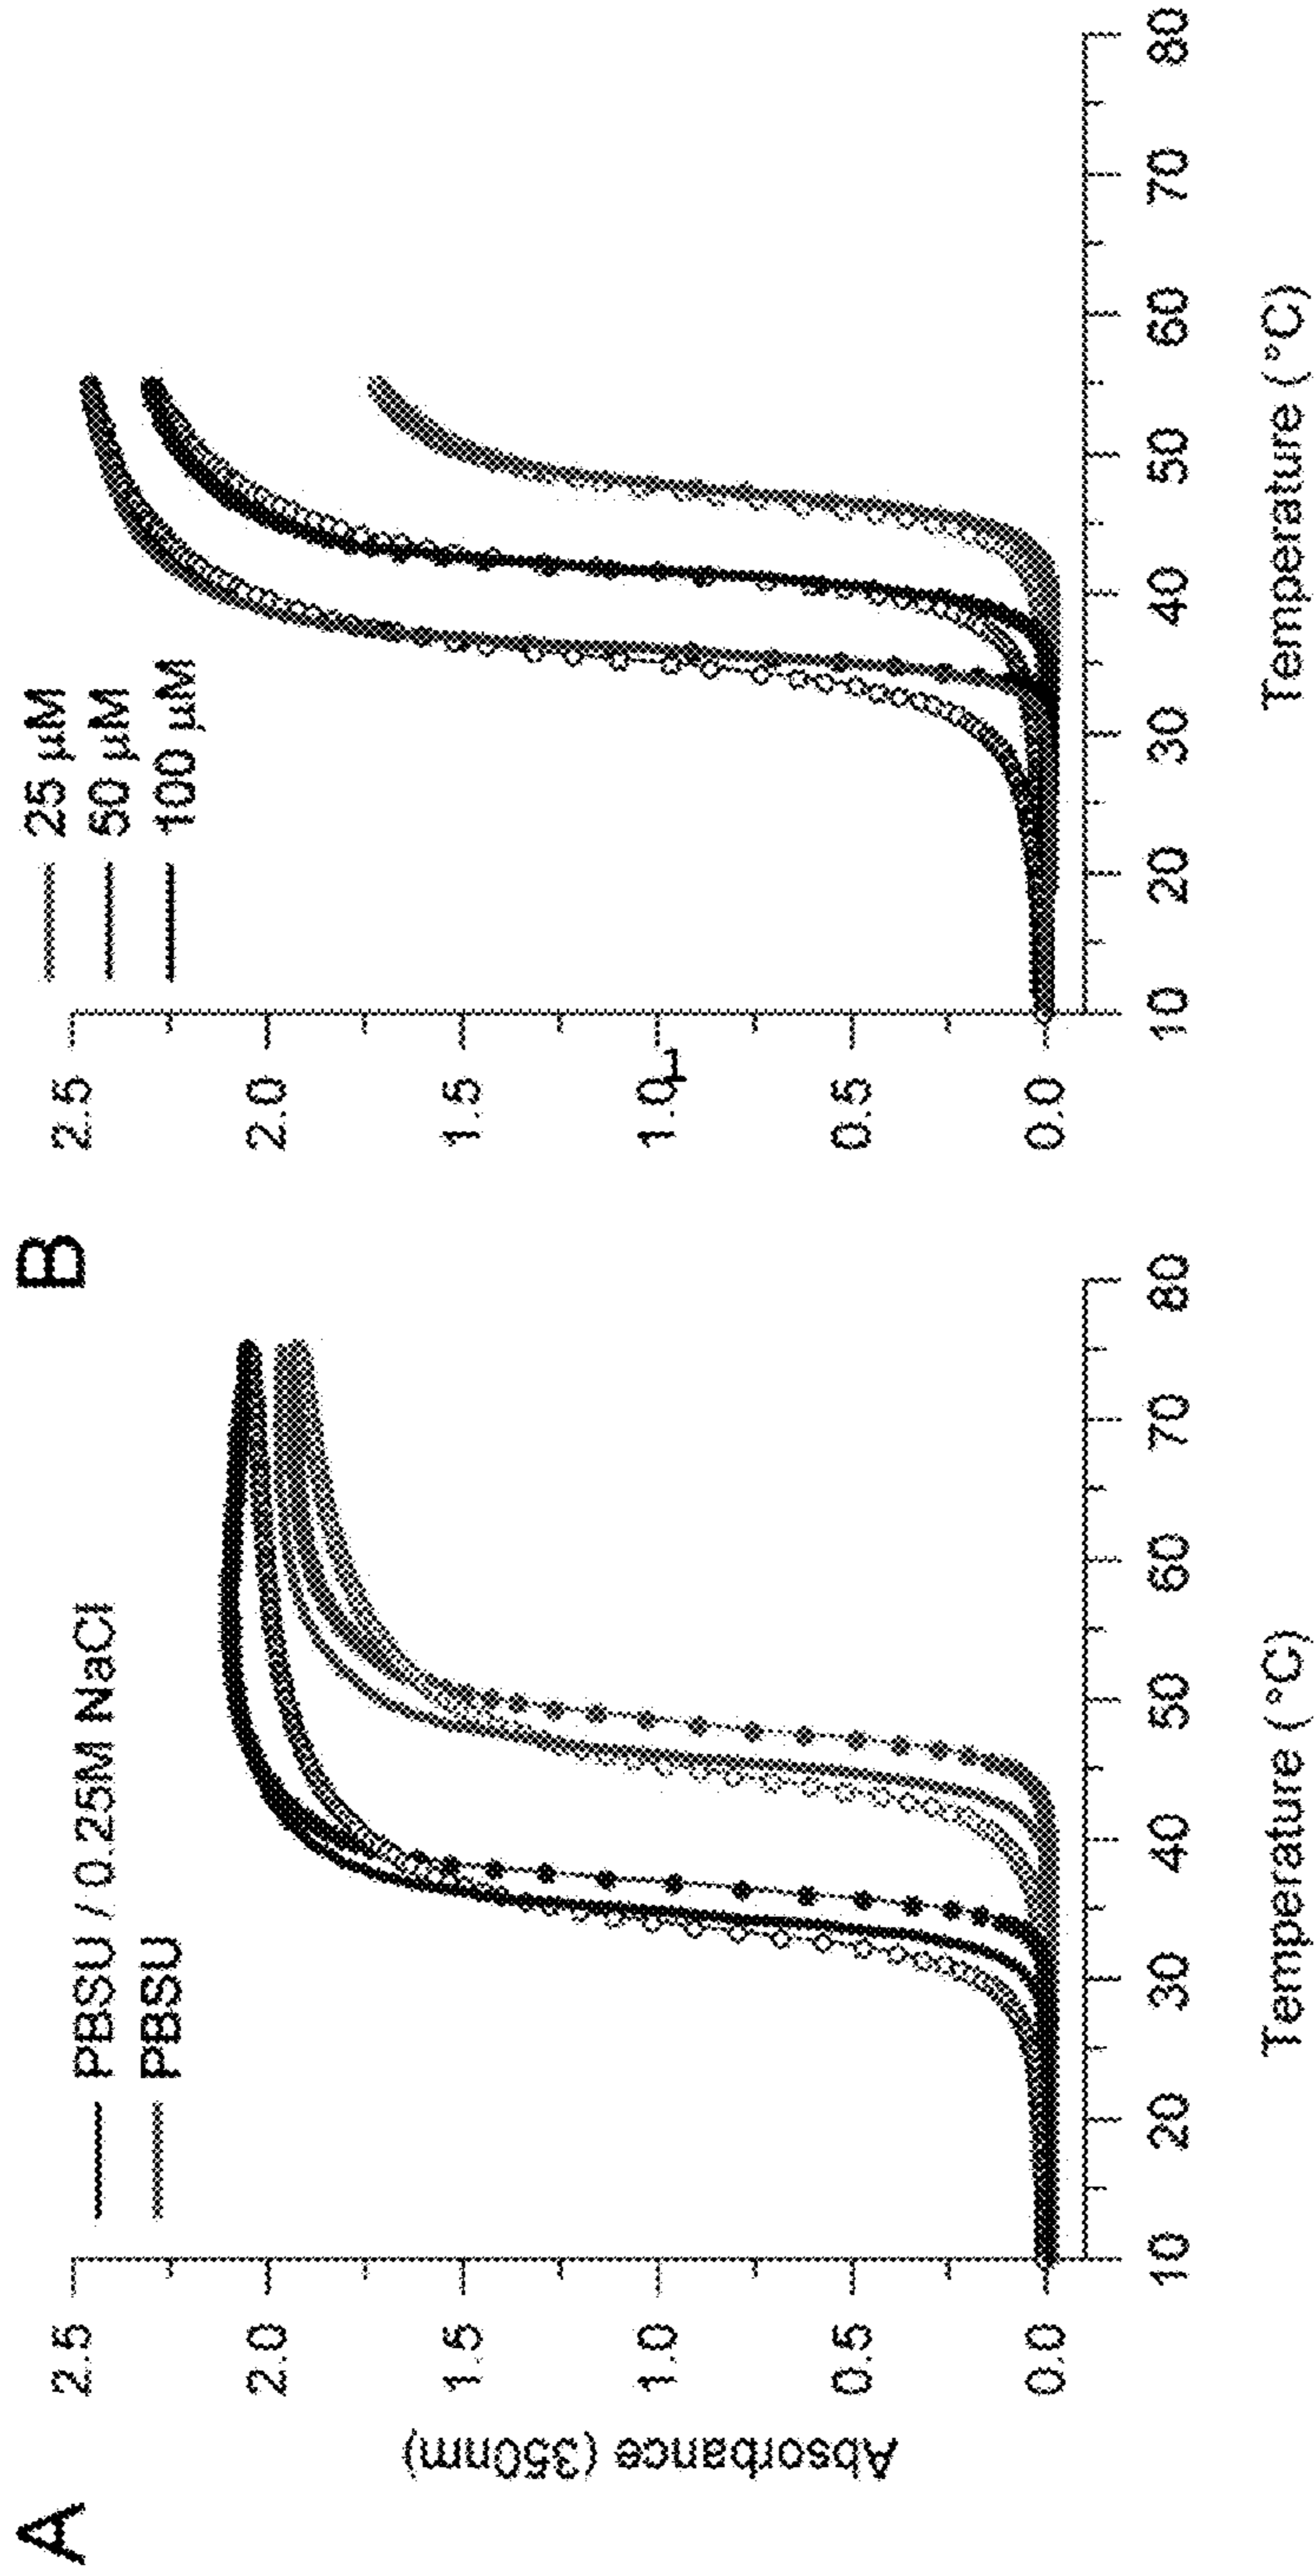 A
PBSU / 0.25M NaCl
PBSU
Absorbance (350nm)
2.5
2.0
1.5
1.0
0.5
0.0
10 20 30 40 50 60 70 80
Temperature (°C)
B
25 µM
50 µM
100 µM
2.5
2.0
1.5
1.0
1
0.5
0.0
10 20 30 40 50 60 70 80
Temperature (°C)